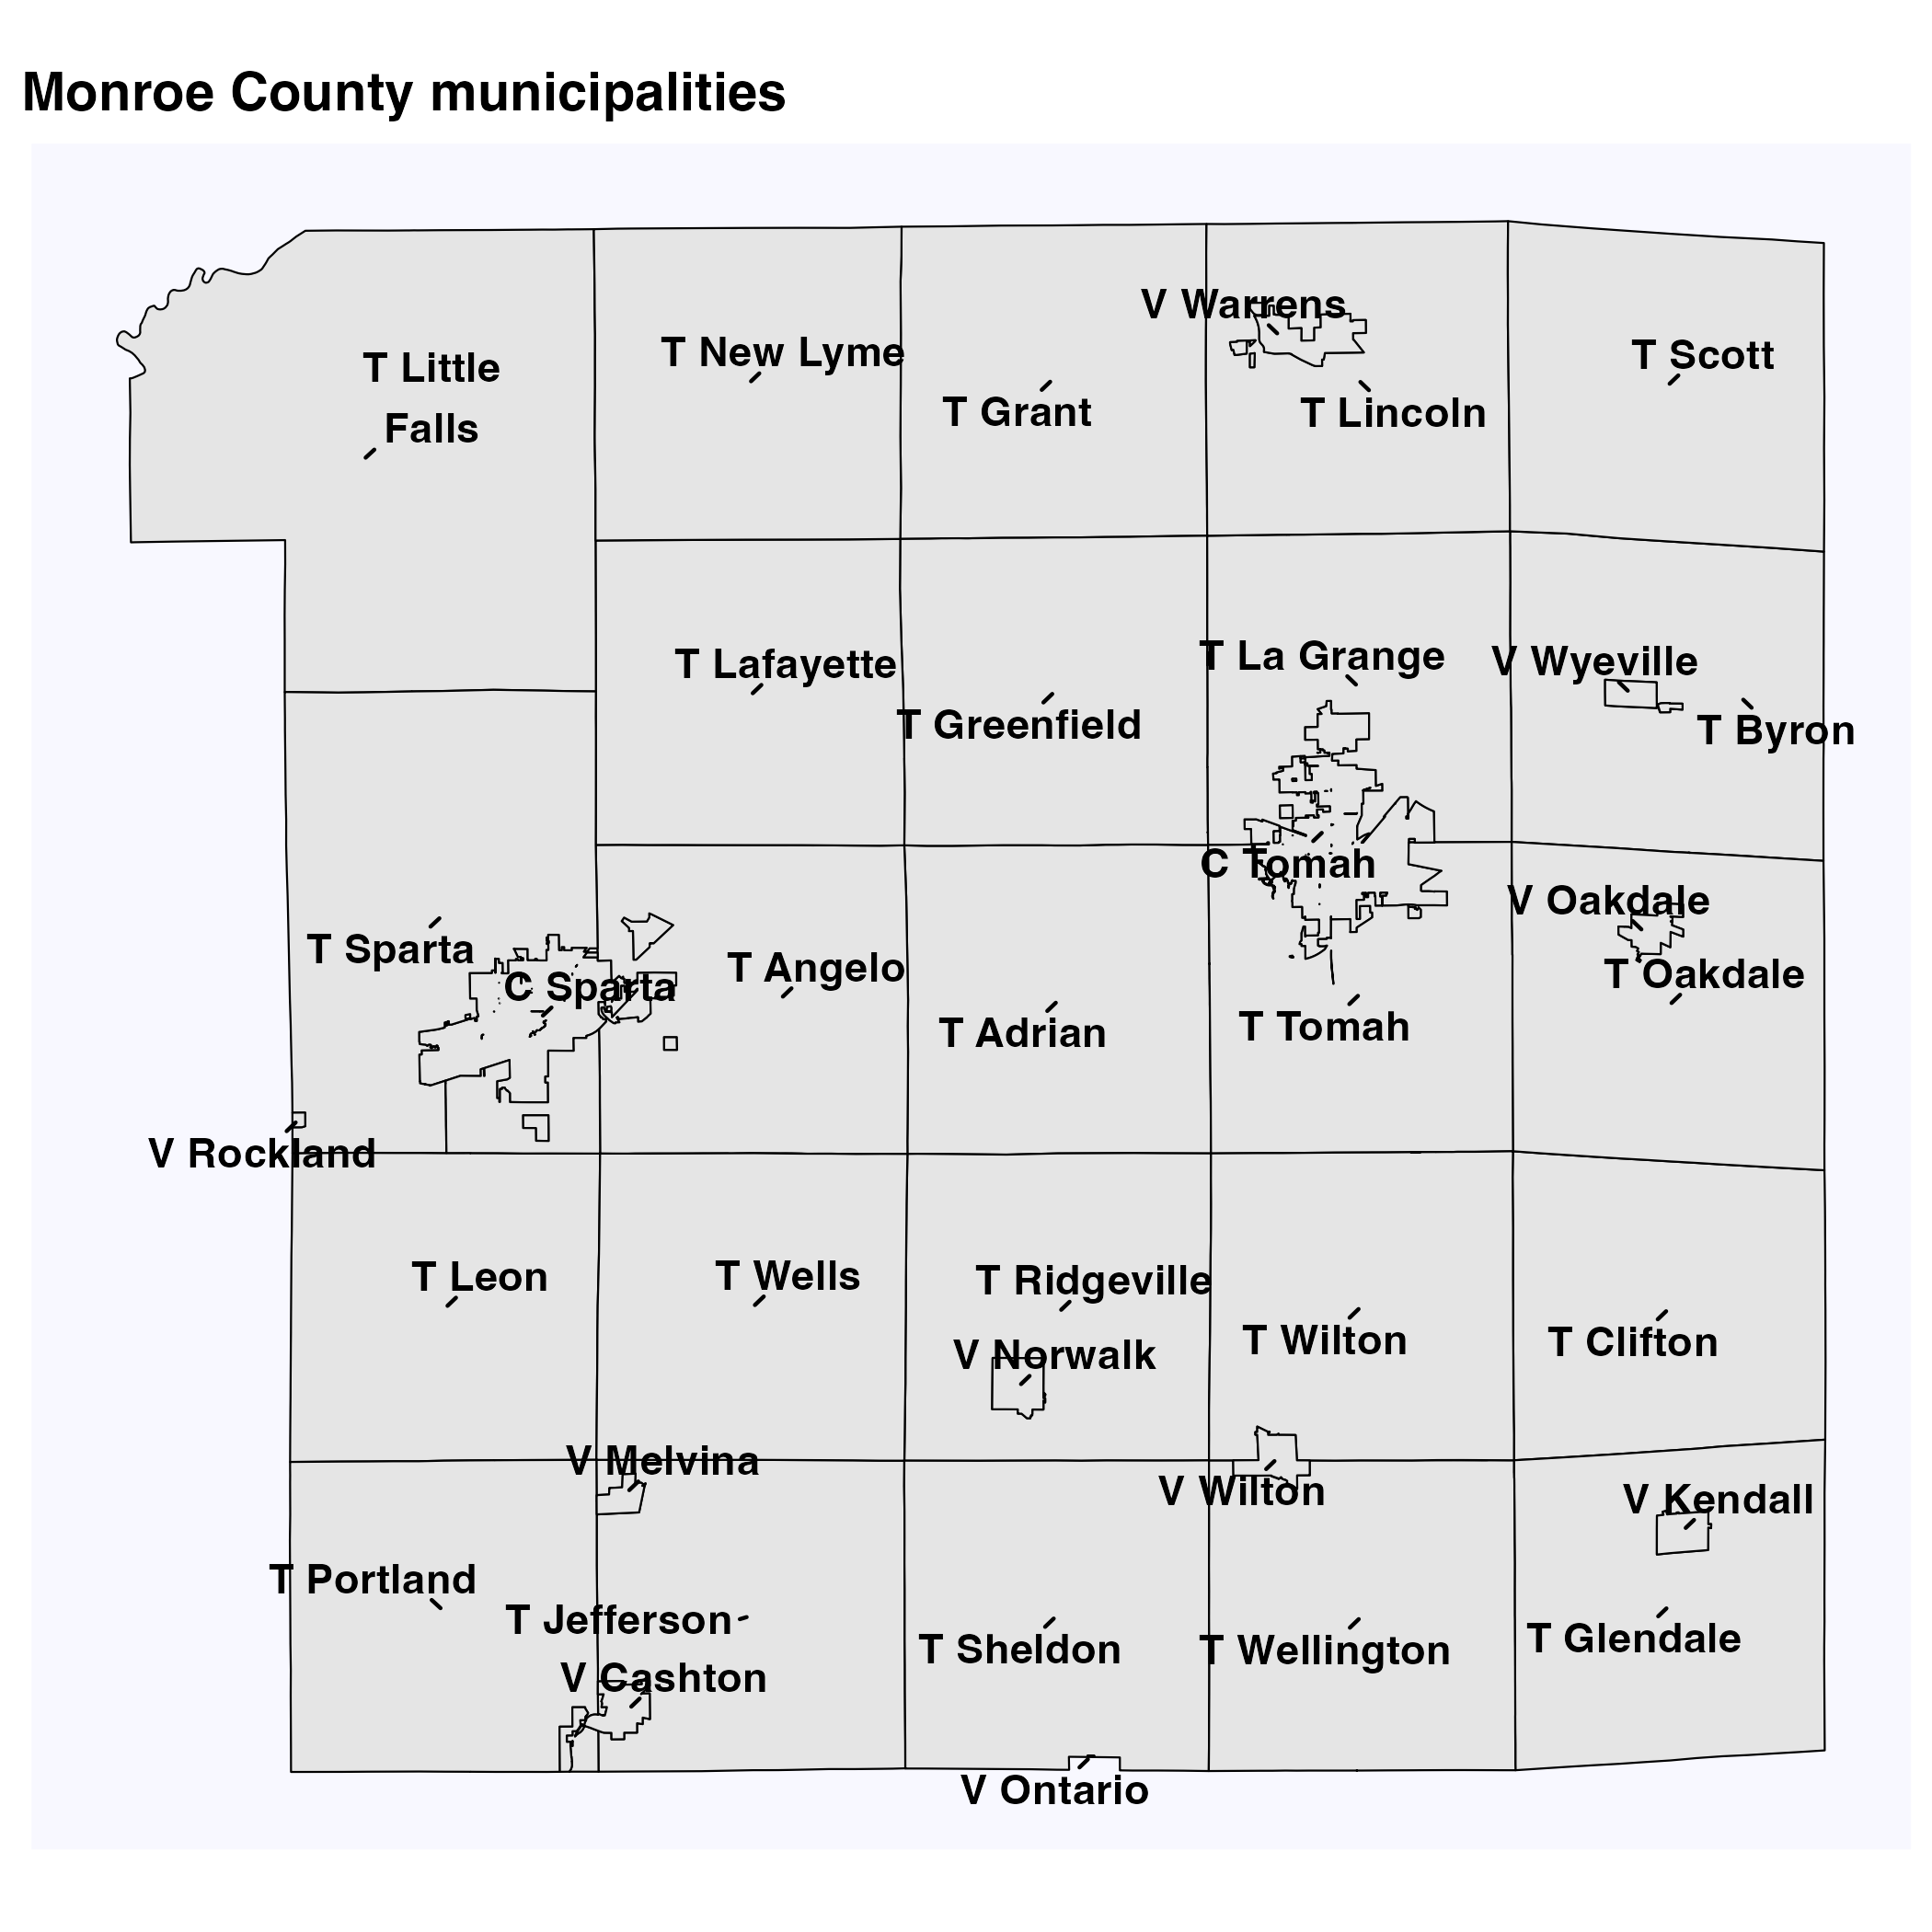 Monroe County municipalities
V Warrens
T New Lyme
T Scott
T Little
Falls
T Grant
T Lincoln
T La Grange
V Wyeville
T Lafayette
T Greenfield
T Byron
C Tomah
V Oakdale
T Sparta
T Angelo
T Oakdale
C Sparta
T Adrian
T Tomah
V Rockland
T Leon
T Wells
T Ridgeville
T Wilton
T Clifton
V Norwalk
V Melvina
V Wilton
V Kendall
T Portland
T Jefferson
T Sheldon
T Wellington
T Glendale
V Cashton
V Ontario